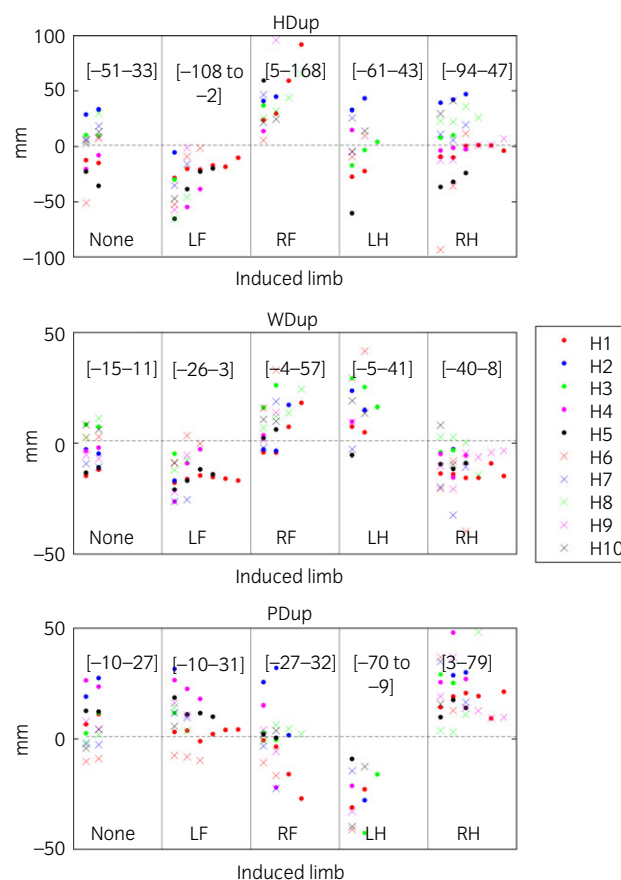 HDup
100
50
0
−50
−100
mm
[−51–33]
[−108 to
−2]
[5–168]
[−61–43]
[−94–47]
None
LF
RF
LH
RH
Induced limb
WDup
50
0
−50
mm
[−15–11]
[−26–3]
[−4–57]
[−5–41]
[−40–8]
None
LF
RF
LH
RH
Induced limb
H1
H2
H3
H4
H5
H6
H7
H8
H9
H10
PDup
50
0
−50
mm
[−10–27]
[−10–31]
[−27–32]
[−70 to
−9]
[3–79]
None
LF
RF
LH
RH
Induced limb